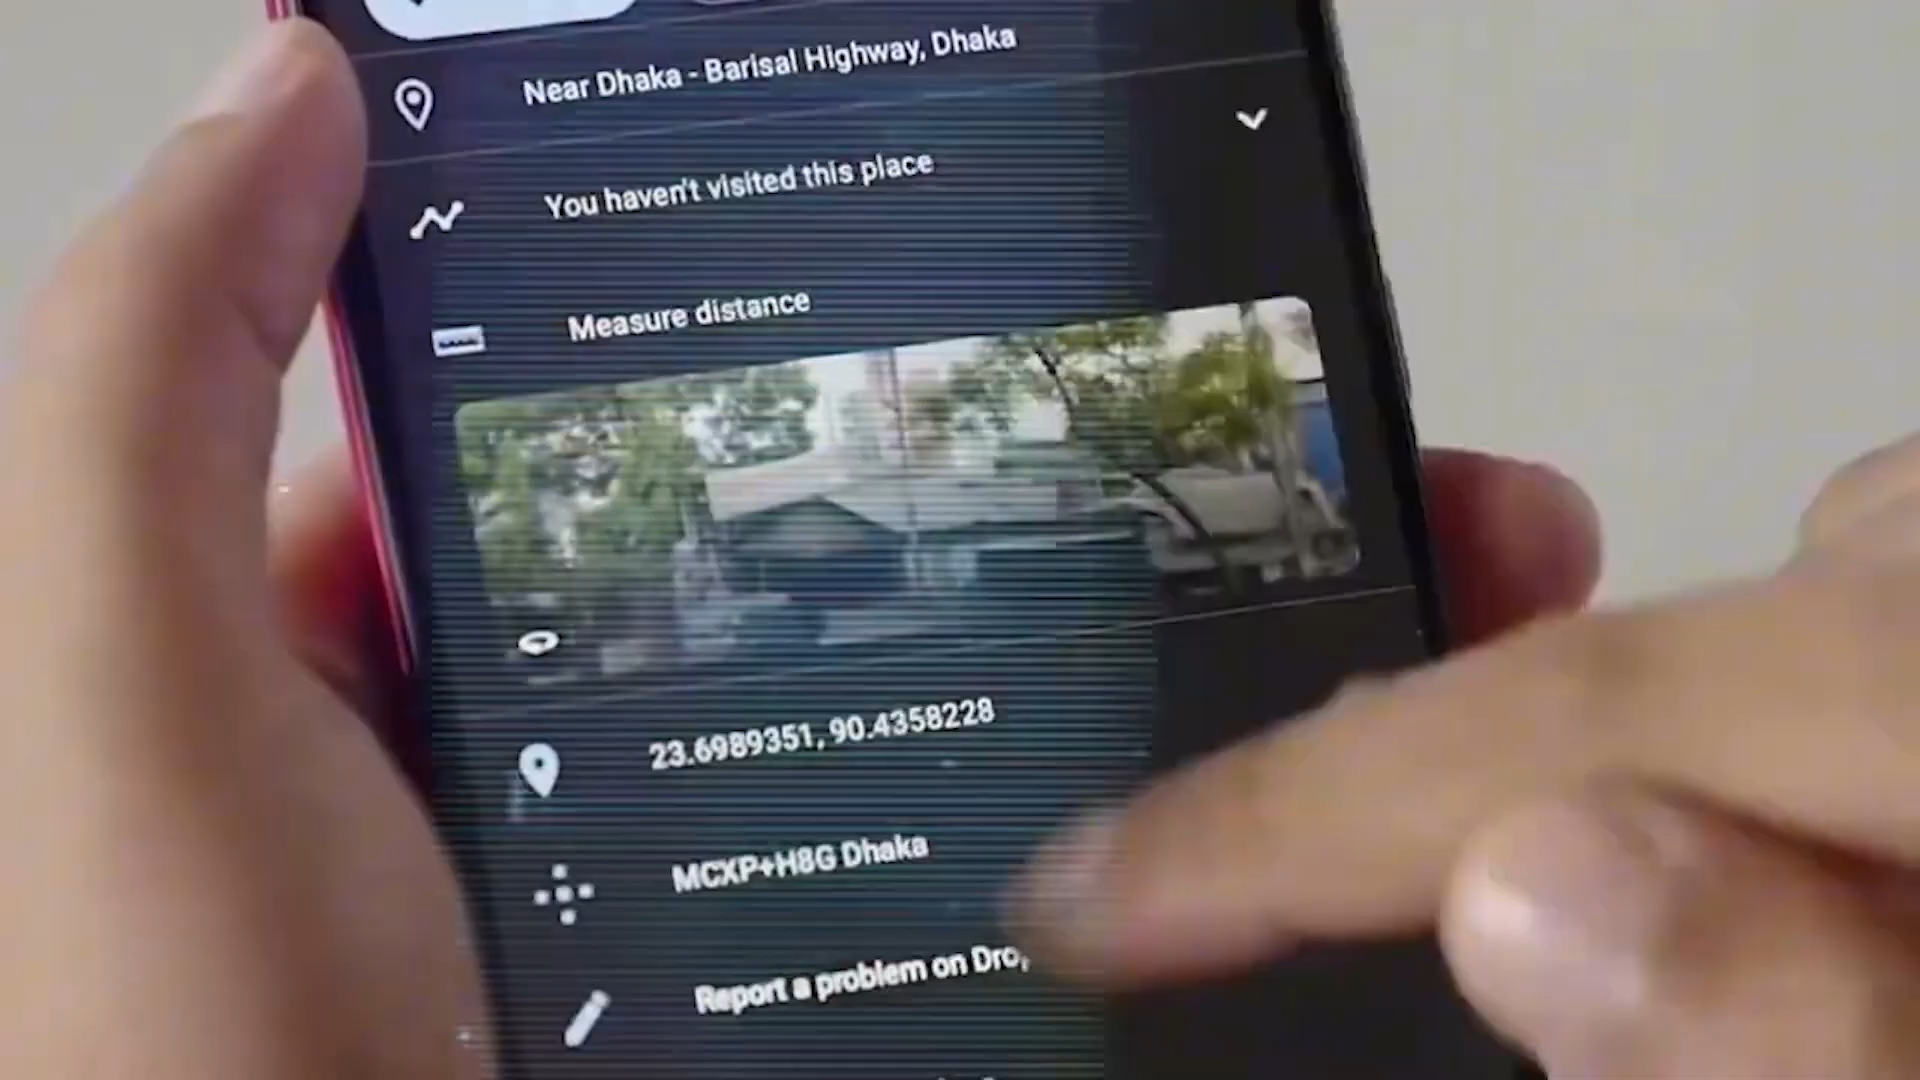 Near Dhaka - Barisal Highway, Dhaka
You haven't visited this place
Measure distance
23.6989351, 90.4358228
MCXP+H8G Dhaka
Report a problem on Dro